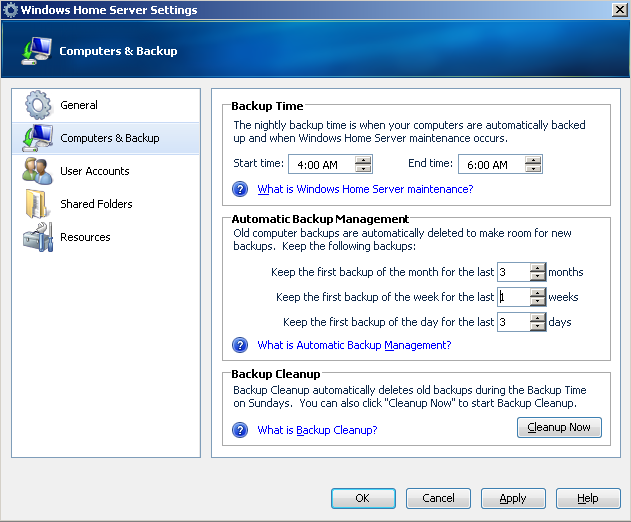 Windows Home Server Settings
Computers & Backup
General
Computers & Backup
User Accounts
Shared Folders
Resources
Backup Time
The nightly backup time is when your computers are automatically backed
up and when Windows Home Server maintenance occurs.
Start time: 4:00 AM End time: 6:00 AM
? What is Windows Home Server maintenance?
Automatic Backup Management
Old computer backups are automatically deleted to make room for new
backups. Keep the following backups:
Keep the first backup of the month for the last 3 months
Keep the first backup of the week for the last 1 weeks
Keep the first backup of the day for the last 3 days
? What is Automatic Backup Management?
Backup Cleanup
Backup Cleanup automatically deletes old backups during the Backup Time
on Sundays. You can also click "Cleanup Now" to start Backup Cleanup.
? What is Backup Cleanup?
Cleanup Now
OK Cancel Apply Help